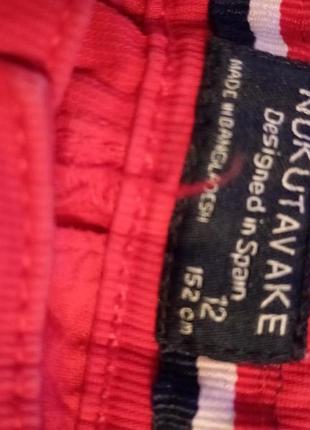 NUKUTAVAKE
Designed in Spain
MADE IN BANGLADESH
12
152 cm